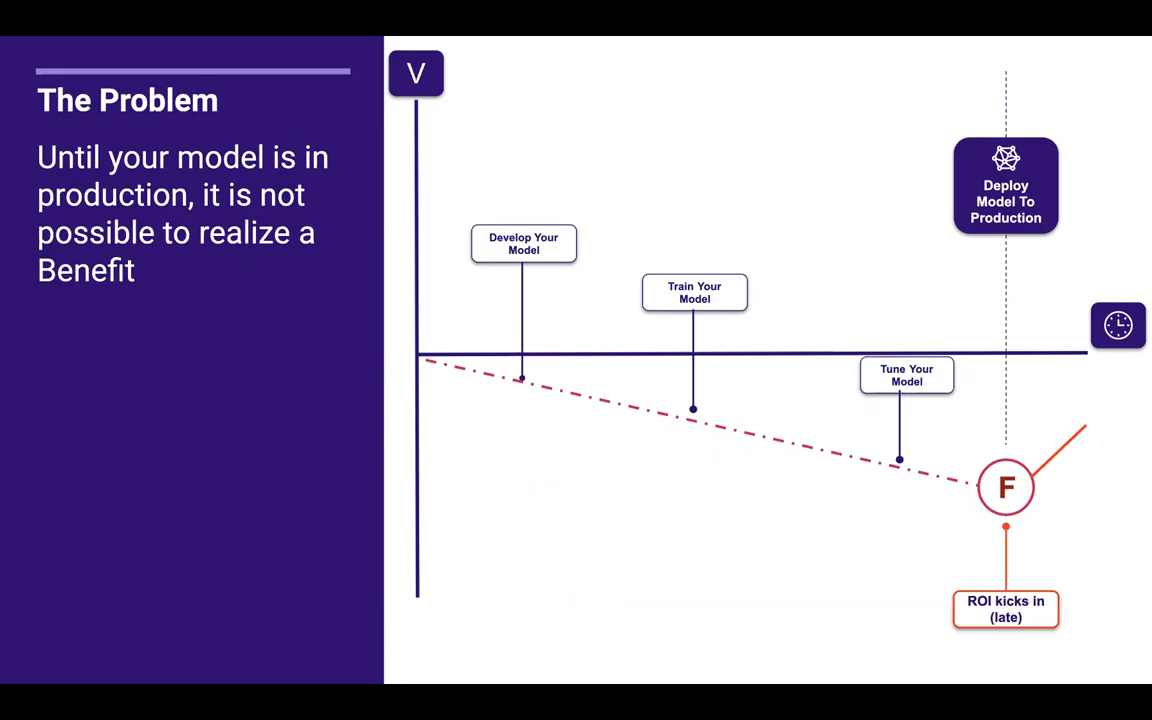 The Problem
Until your model is in
production, it is not
possible to realize a
Benefit
V
Deploy
Model To
Production
Develop Your
Model
Train Your
Model
Tune Your
Model
F
ROI kicks in
(late)